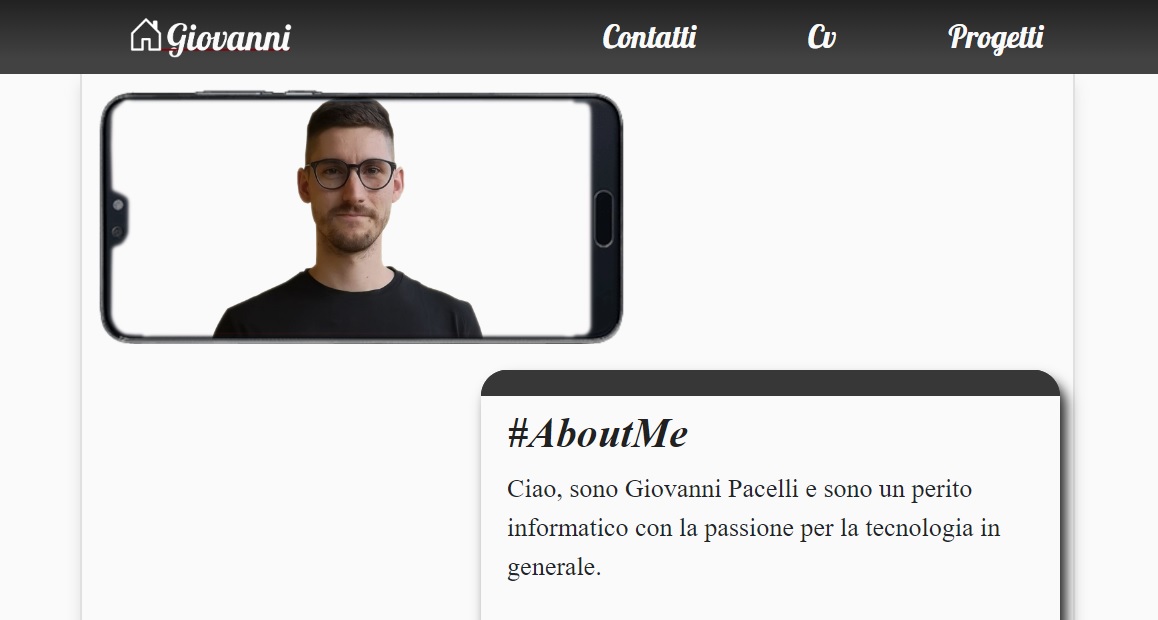 Giovanni
Contatti
Cv
Progetti
#AboutMe
Ciao, sono Giovanni Pacelli e sono un perito
informatico con la passione per la tecnologia in
generale.